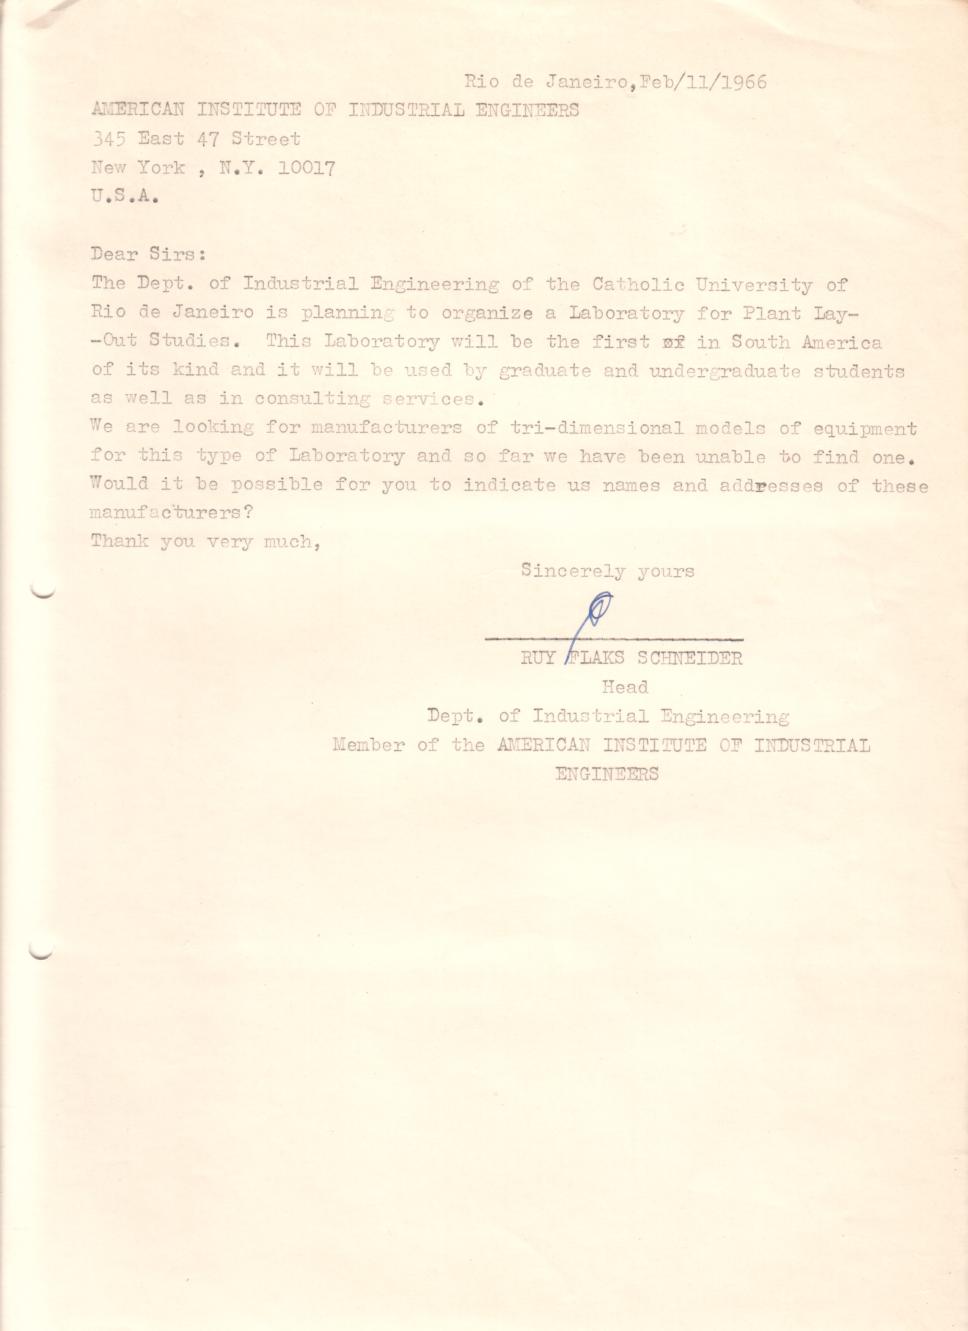 Rio de Janeiro,Feb/11/1966
AMERICAN INSTITUTE OF INDUSTRIAL ENGINEERS
345 East 47 Street
New York , N.Y. 10017
U.S.A.
Dear Sirs:
The Dept. of Industrial Engineering of the Catholic University of
Rio de Janeiro is planning to organize a Laboratory for Plant Lay-
-Out Studies. This Laboratory will be the first of in South America
of its kind and it will be used by graduate and undergraduate students
as well as in consulting services.
We are looking for manufacturers of tri-dimensional models of equipment
for this type of Laboratory and so far we have been unable to find one.
Would it be possible for you to indicate us names and addresses of these
manufacturers?
Thank you very much,
Sincerely yours
RUY FLAKS SCHNEIDER
Head
Dept. of Industrial Engineering
Member of the AMERICAN INSTITUTE OF INDUSTRIAL
ENGINEERS